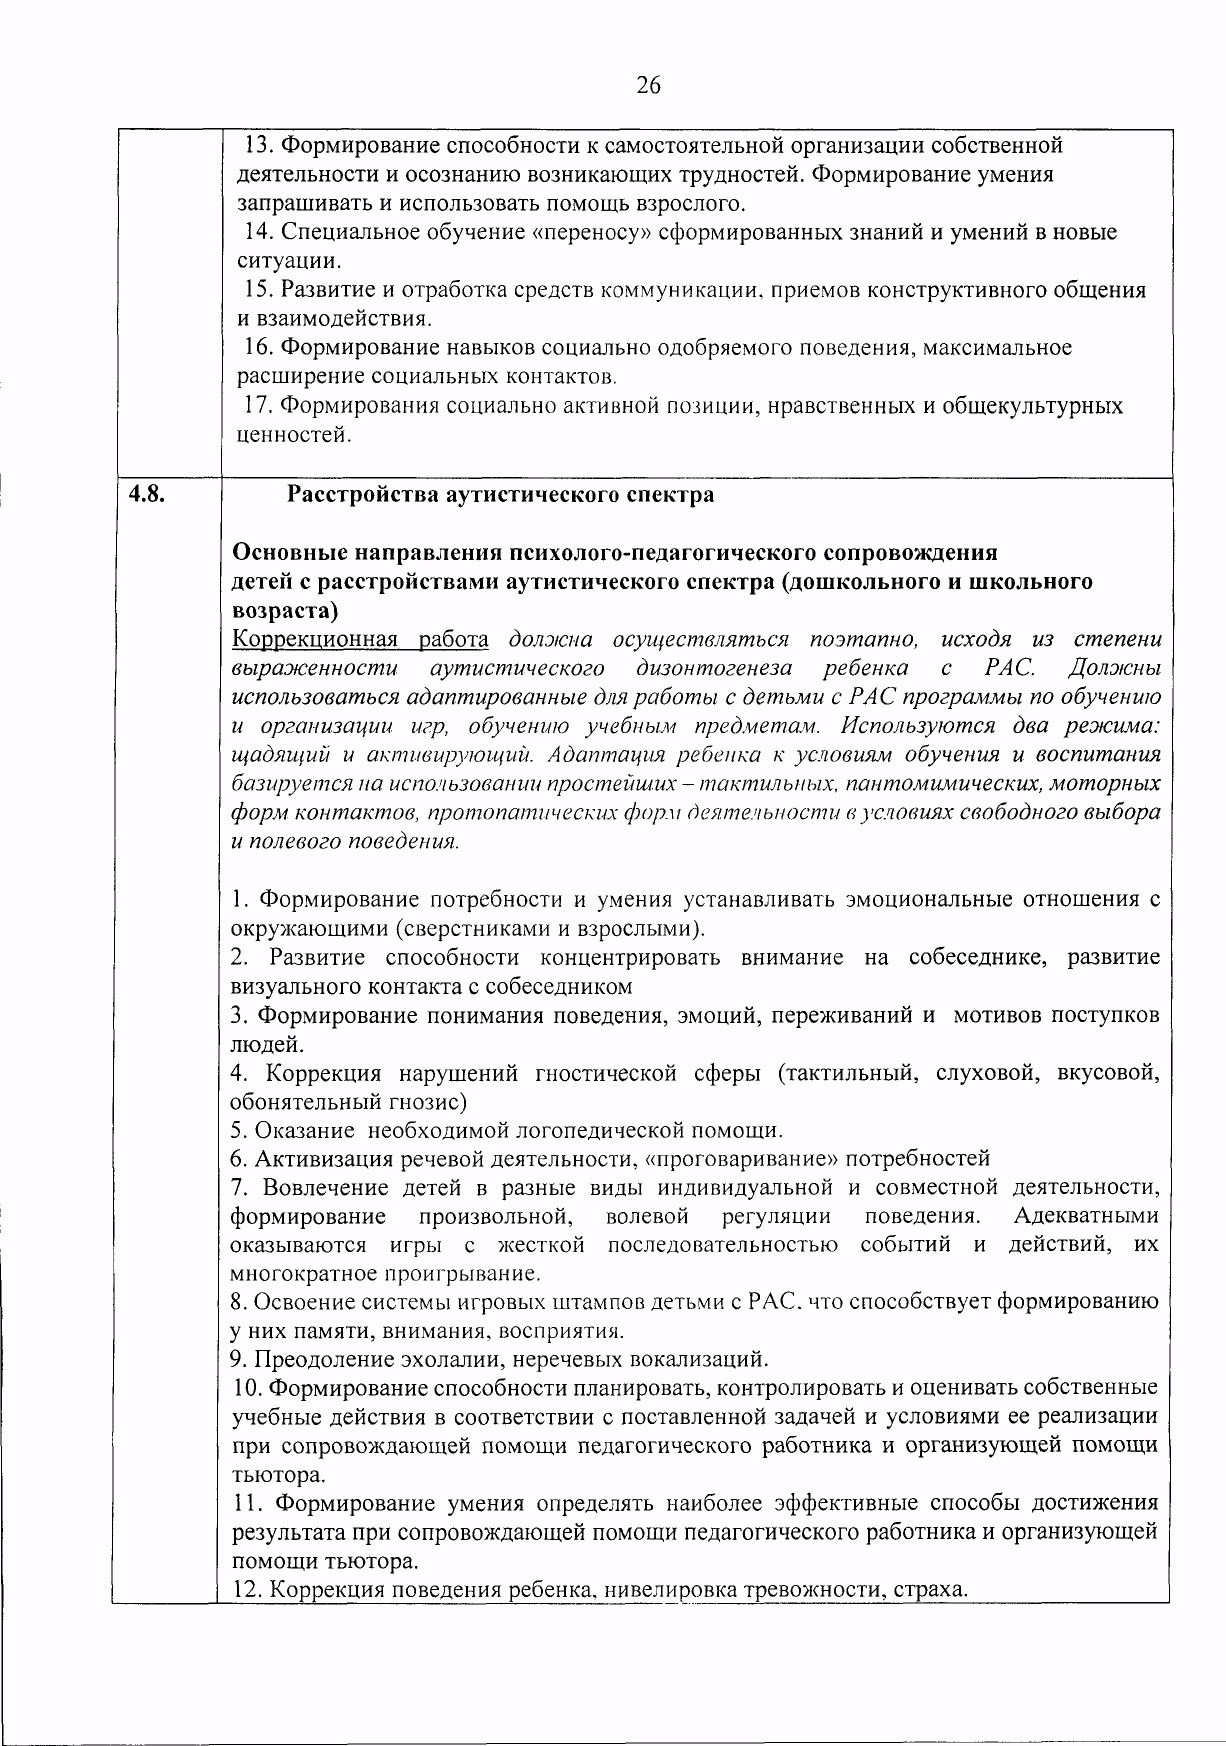 26
13. Формирование способности к самостоятельной организации собственной
деятельности и осознанию возникающих трудностей. Формирование умения
запрашивать и использовать помощь взрослого.
14. Специальное обучение «переносу» сформированных знаний и умений в новые
ситуации.
15. Развитие и отработка средств коммуникации, приемов конструктивного общения
и взаимодействия.
16. Формирование навыков социально одобряемого поведения, максимальное
расширение социальных контактов.
17. Формирования социально активной позиции, нравственных и общекультурных
ценностей.
4.8. Расстройства аутистического спектра
Основные направления психолого-педагогического сопровождения
детей с расстройствами аутистического спектра (дошкольного и школьного
возраста)
Коррекционная работа должна осуществляться поэтапно, исходя из степени
выраженности аутистического дизонтогенеза ребенка с РАС. Должны
использоваться адаптированные для работы с детьми с РАС программы по обучению
и организации игр, обучению учебным предметам. Используются два режима:
щадящий и активирующий. Адаптация ребенка к условиям обучения и воспитания
базируется на использовании простейших – тактильных, пантомимических, моторных
форм контактов, протопатических форм деятельности в условиях свободного выбора
и полевого поведения.
1. Формирование потребности и умения устанавливать эмоциональные отношения с
окружающими (сверстниками и взрослыми).
2. Развитие способности концентрировать внимание на собеседнике, развитие
визуального контакта с собеседником
3. Формирование понимания поведения, эмоций, переживаний и мотивов поступков
людей.
4. Коррекция нарушений гностической сферы (тактильный, слуховой, вкусовой,
обонятельный гнозис)
5. Оказание необходимой логопедической помощи.
6. Активизация речевой деятельности, «проговаривание» потребностей
7. Вовлечение детей в разные виды индивидуальной и совместной деятельности,
формирование произвольной, волевой регуляции поведения. Адекватными
оказываются игры с жесткой последовательностью событий и действий, их
многократное проигрывание.
8. Освоение системы игровых штампов детьми с РАС, что способствует формированию
у них памяти, внимания, восприятия.
9. Преодоление эхолалии, неречевых вокализаций.
10. Формирование способности планировать, контролировать и оценивать собственные
учебные действия в соответствии с поставленной задачей и условиями ее реализации
при сопровождающей помощи педагогического работника и организующей помощи
тьютора.
11. Формирование умения определять наиболее эффективные способы достижения
результата при сопровождающей помощи педагогического работника и организующей
помощи тьютора.
12. Коррекция поведения ребенка, нивелировка тревожности, страха.